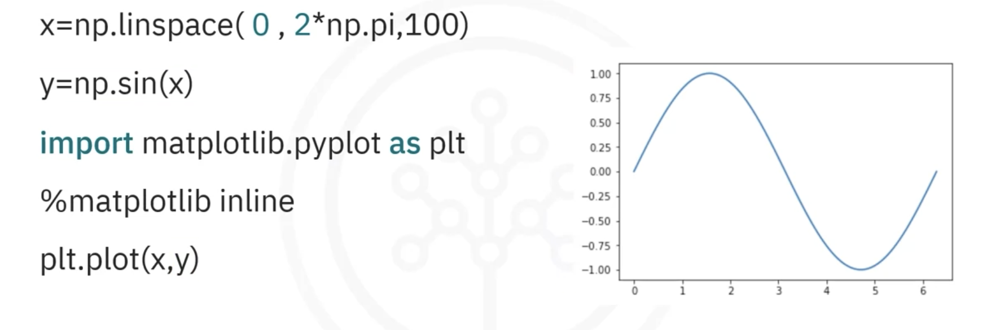 x=np.linspace( 0 , 2*np.pi,100)
y=np.sin(x)
import matplotlib.pyplot as plt
%matplotlib inline
plt.plot(x,y)
1.00
0.75
0.50
0.25
0.00
−0.25
−0.50
−0.75
−1.00
0 1 2 3 4 5 6